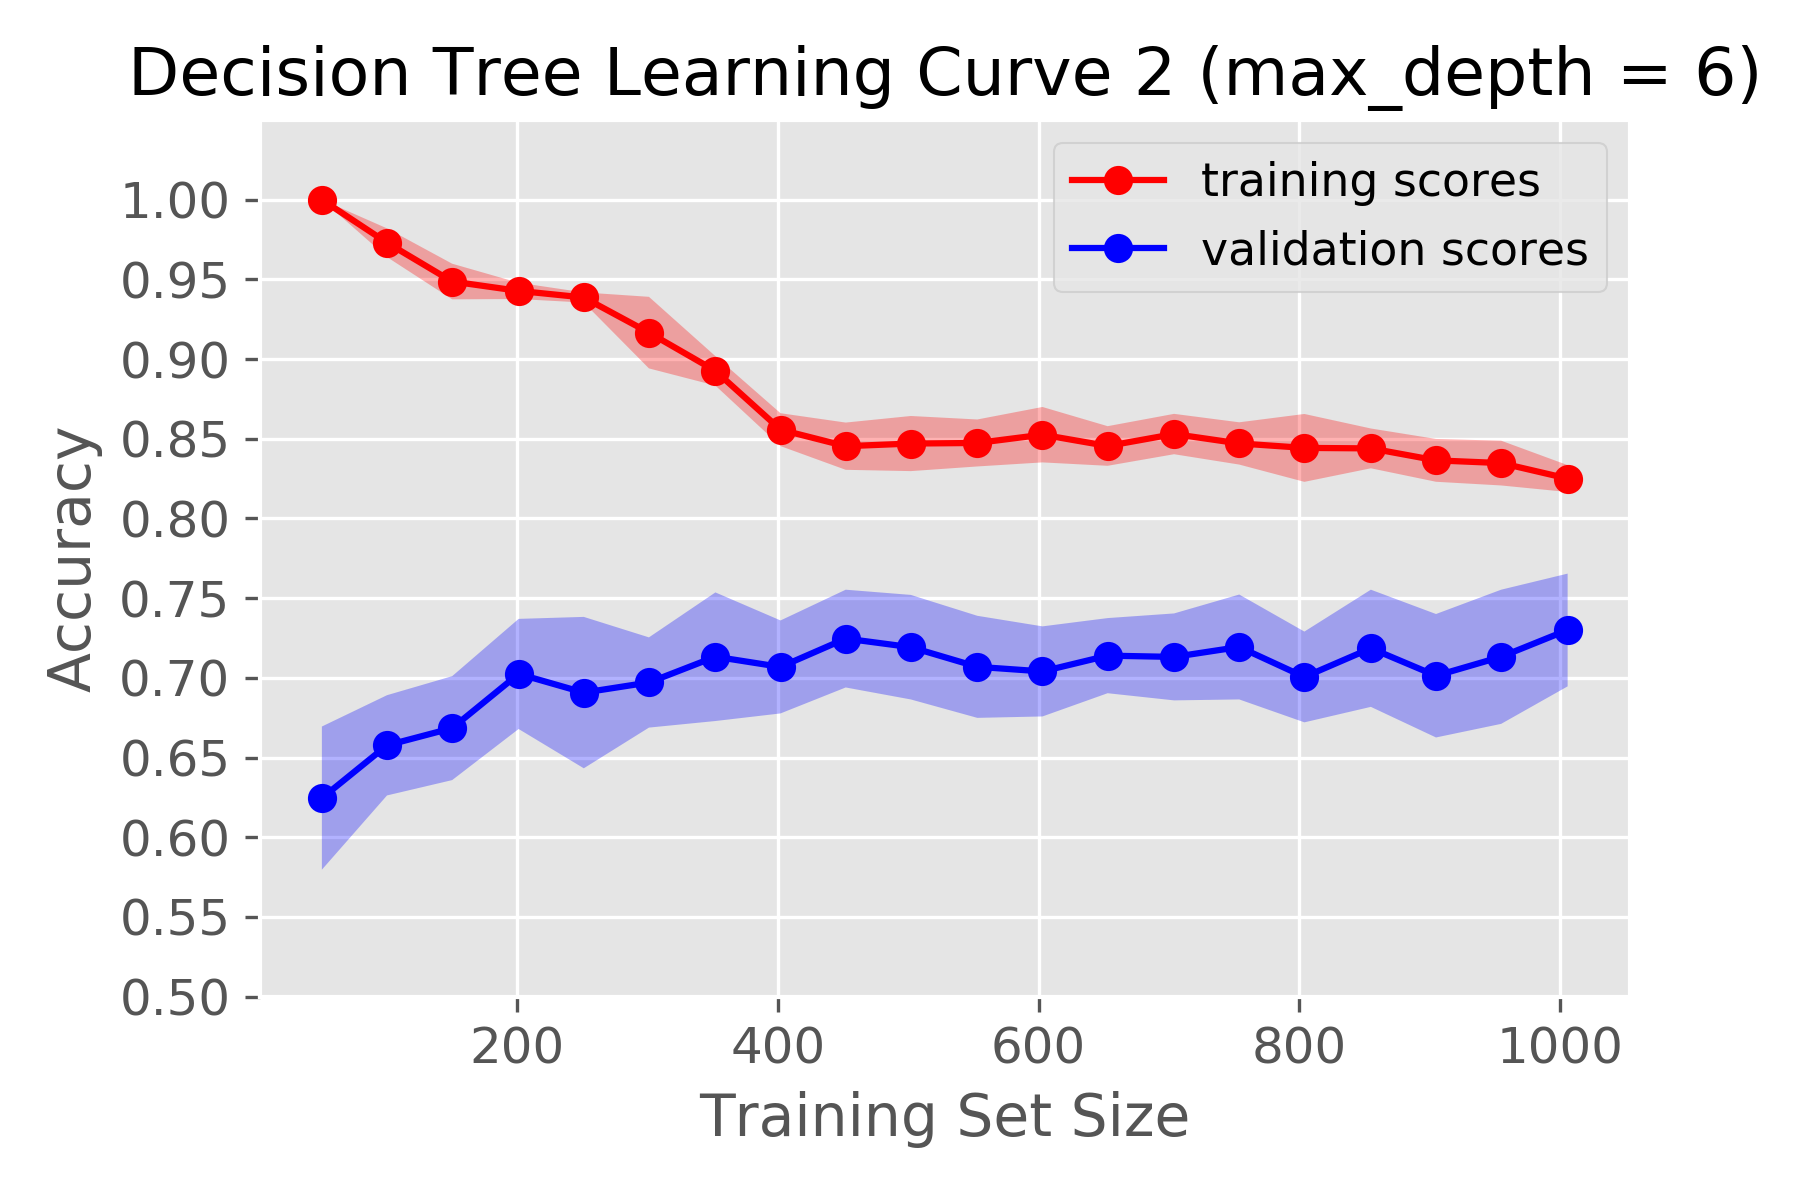 Decision Tree Learning Curve 2 (max_depth = 6)
training scores
validation scores
1.00
0.95
0.90
0.85
0.80
0.75
0.70
0.65
0.60
0.55
0.50
Accuracy
200 400 600 800 1000
Training Set Size